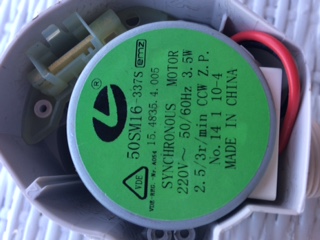 ®
50SM16-337S
15.4835.4.005
SYNCHRONOUS MOTOR
220V~ 50/60Hz 3.5W
2.5/3r/min CCW Z.P.
No.14 1 10-4
MADE IN CHINA
VDE